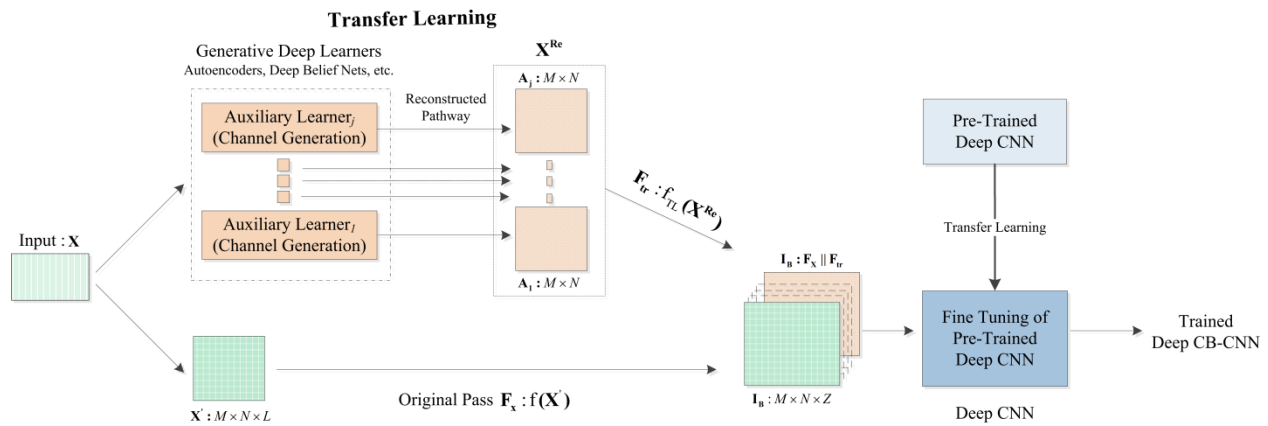 Transfer Learning
Generative Deep Learners
Autoencoders, Deep Belief Nets, etc.
X^Re
A_j : M × N
Auxiliary Learner_j
(Channel Generation)
Reconstructed
Pathway
Pre-Trained
Deep CNN
F_tr : f_TL (X^Re)
Auxiliary Learner_1
(Channel Generation)
Input : X
Transfer Learning
A_1 : M × N
I_B : F_X || F_tr
Fine Tuning of
Pre-Trained
Deep CNN
Trained
Deep CB-CNN
Original Pass F_x : f (X')
X' : M × N × L
I_B : M × N × Z
Deep CNN